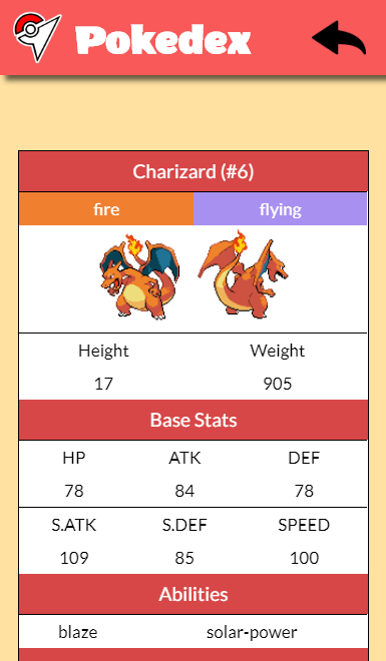 Pokedex
Charizard (#6)
fire flying
Height Weight
17 905
Base Stats
HP ATK DEF
78 84 78
S.ATK S.DEF SPEED
109 85 100
Abilities
blaze solar-power